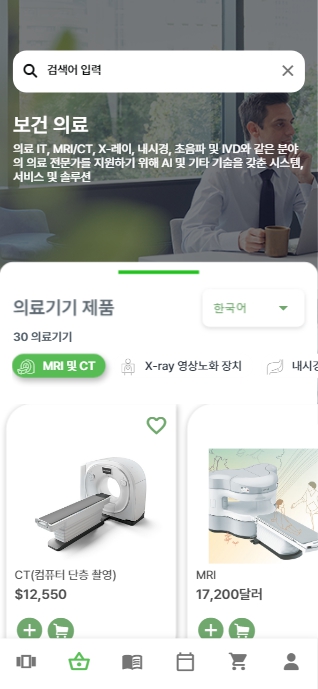 검색어 입력
보건 의료
의료 IT, MRI/CT, X-레이, 내시경, 초음파 및 IVD와 같은 분야
의 의료 전문가를 지원하기 위해 AI 및 기타 기술을 갖춘 시스템,
서비스 및 솔루션
의료기기 제품
한국어
30 의료기기
MRI 및 CT
X-ray 영상노화 장치
내시경
CT(컴퓨터 단층 촬영)
MRI
$12,550
17,200달러